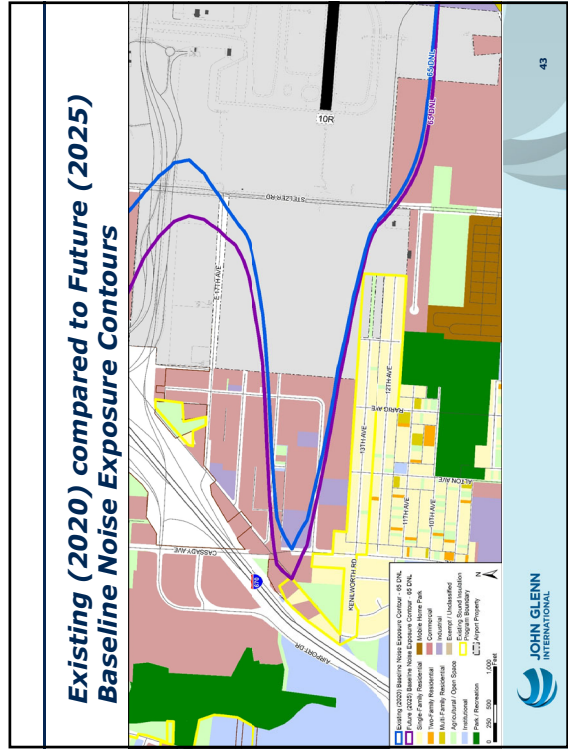 Existing (2020) compared to Future (2025)
Baseline Noise Exposure Contours
10R
65 DNL
65 DNL
STELZER RD
E 17TH AVE
CASSADY AVE
670
AIRPORT DR
KENILWORTH RD
13TH AVE
12TH AVE
RARIG AVE
11TH AVE
10TH AVE
ALTON AVE
Existing (2020) Baseline Noise Exposure Contour - 65 DNL
Future (2025) Baseline Noise Exposure Contour - 65 DNL
Single-Family Residential
Two-Family Residential
Multi-Family Residential
Agricultural / Open Space
Institutional
Park / Recreation
Mobile Home Park
Commercial
Industrial
Exempt / Unclassified
Existing Sound Insulation
Program Boundary
Airport Property
N
0 250 500 1,000
Feet
JOHN GLENN
INTERNATIONAL
43